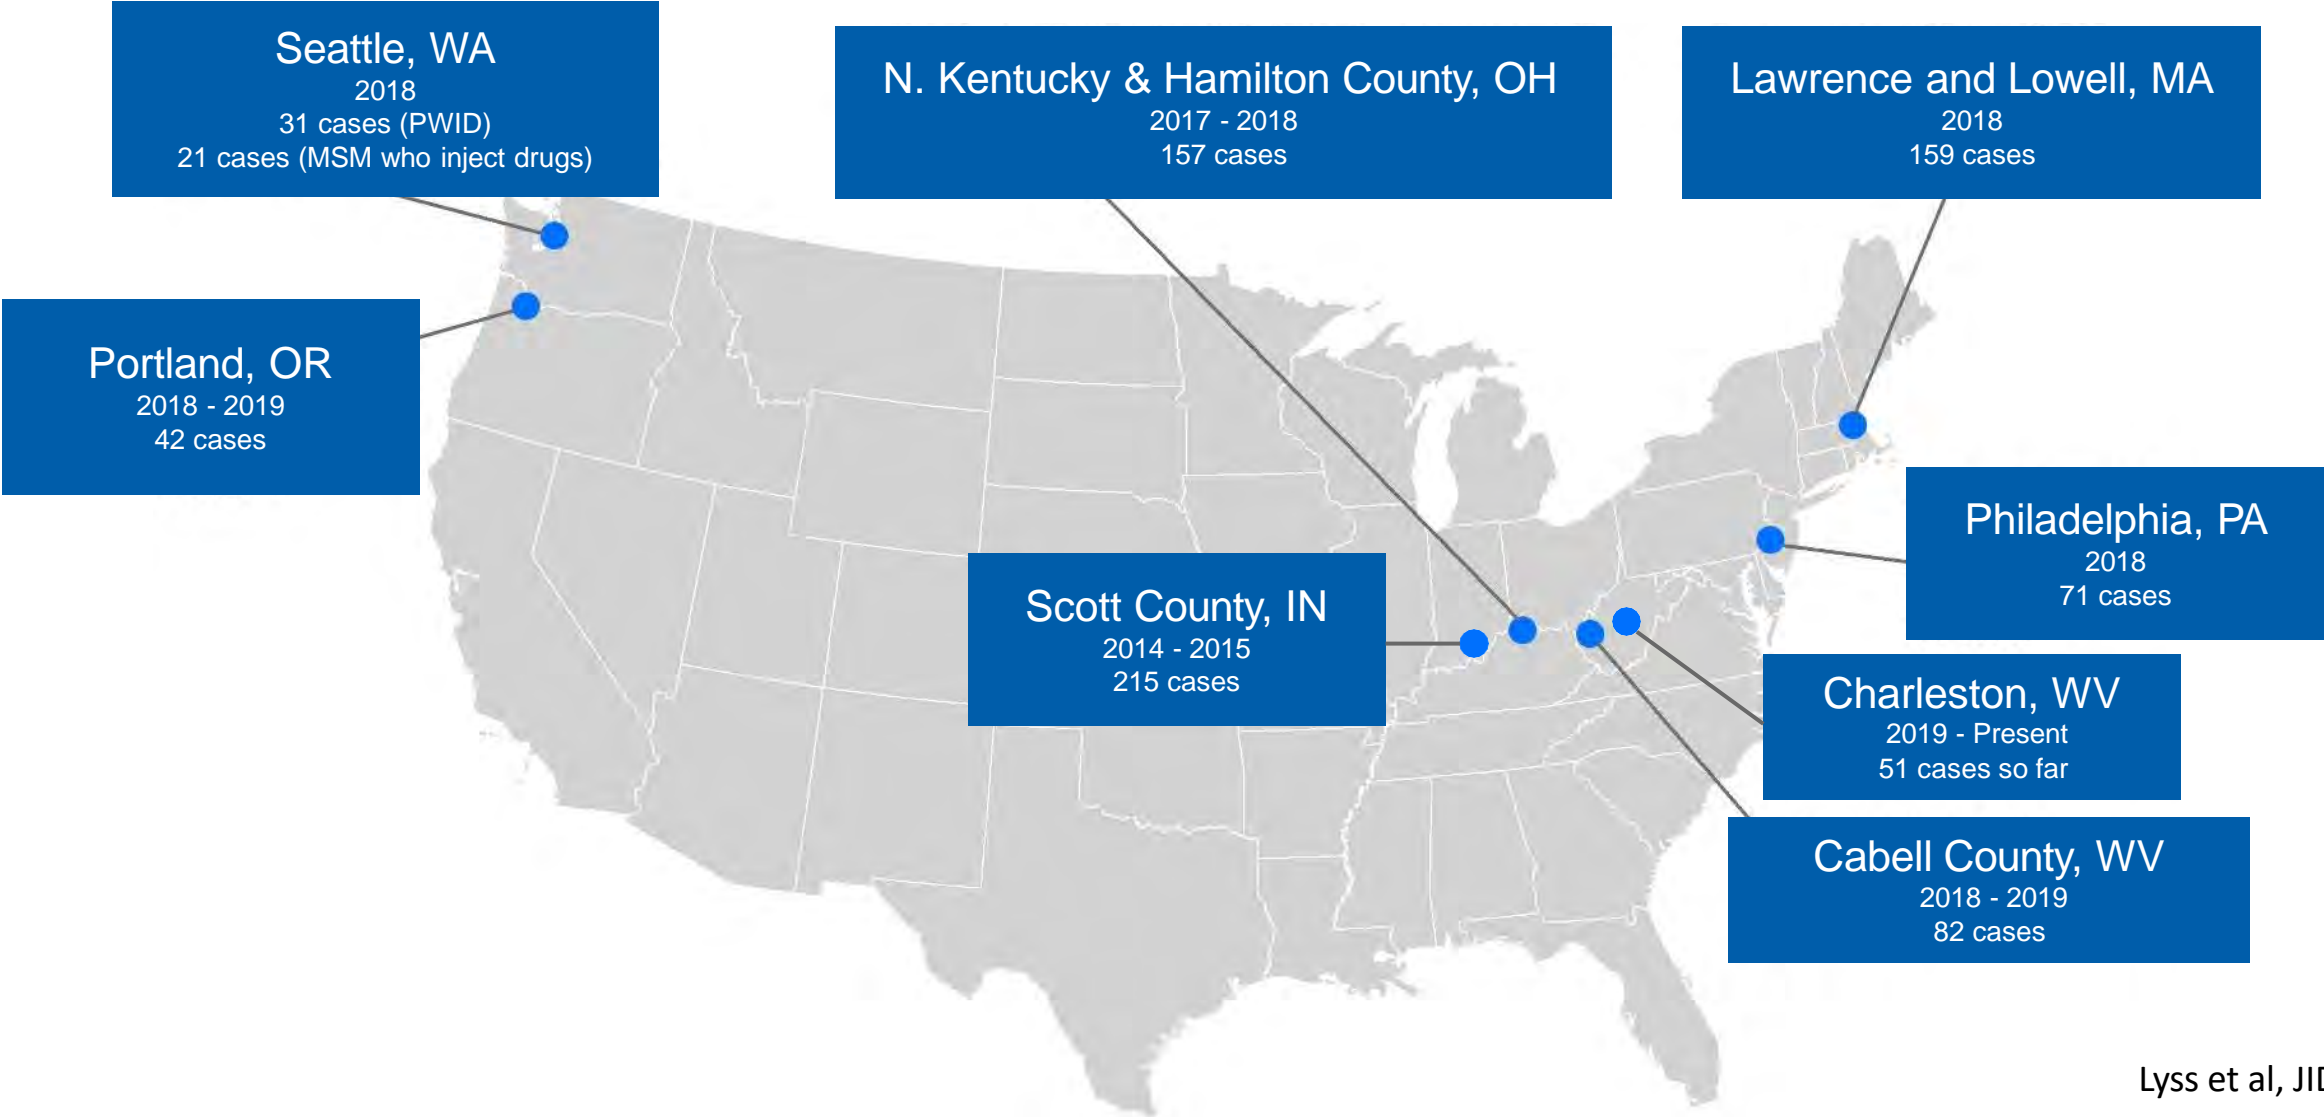 Seattle, WA
2018
31 cases (PWID)
21 cases (MSM who inject drugs)
N. Kentucky & Hamilton County, OH
2017 - 2018
157 cases
Lawrence and Lowell, MA
2018
159 cases
Portland, OR
2018 - 2019
42 cases
Philadelphia, PA
2018
71 cases
Scott County, IN
2014 - 2015
215 cases
Charleston, WV
2019 - Present
51 cases so far
Cabell County, WV
2018 - 2019
82 cases
Lyss et al,